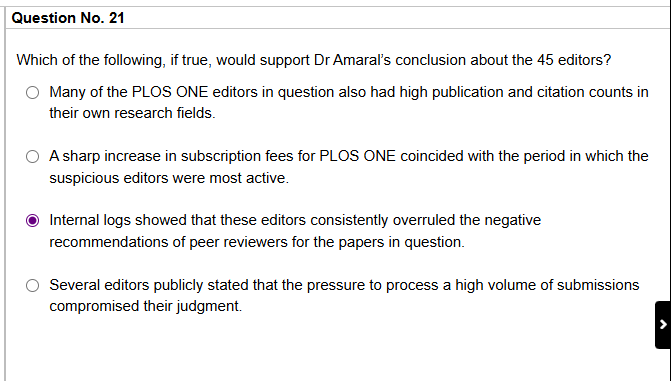 Question No. 21
Which of the following, if true, would support Dr Amaral's conclusion about the 45 editors?
Many of the PLOS ONE editors in question also had high publication and citation counts in
their own research fields.
A sharp increase in subscription fees for PLOS ONE coincided with the period in which the
suspicious editors were most active.
Internal logs showed that these editors consistently overruled the negative
recommendations of peer reviewers for the papers in question.
Several editors publicly stated that the pressure to process a high volume of submissions
compromised their judgment.